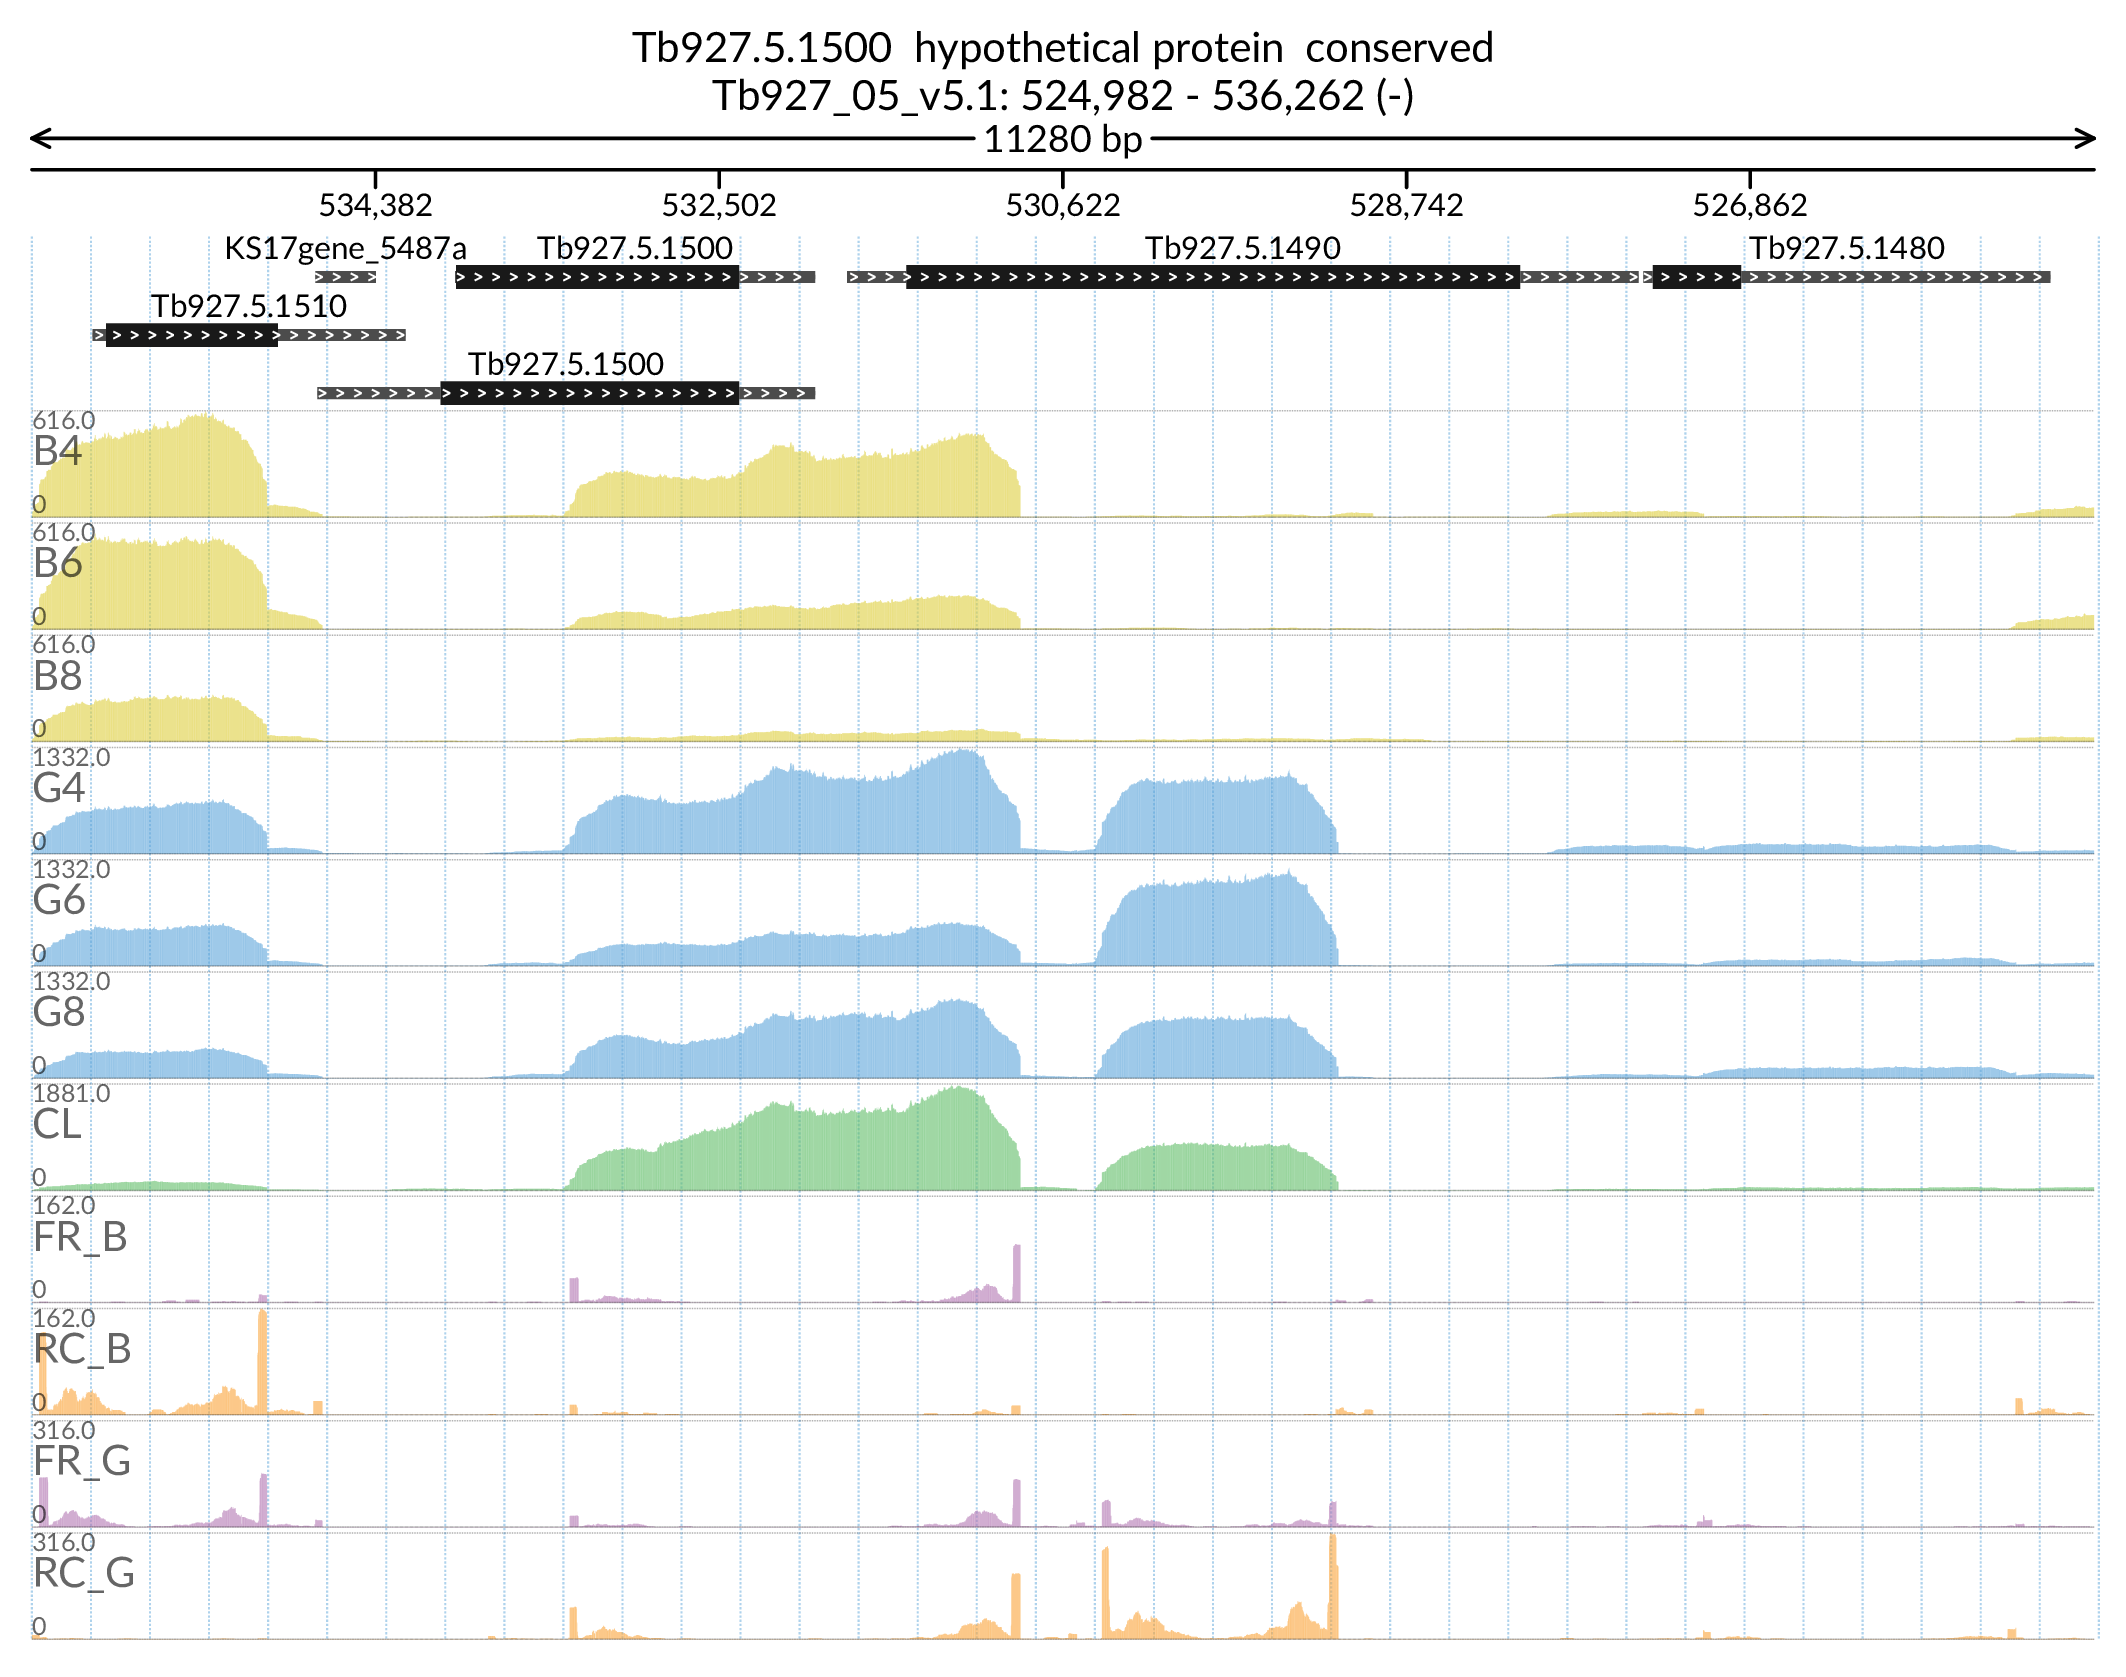 Tb927.5.1500  hypothetical protein  conserved
Tb927_05_v5.1: 524,982 - 536,262 (-)
11280 bp
534,382 532,502 530,622 528,742 526,862
KS17gene_5487a Tb927.5.1500 Tb927.5.1490 Tb927.5.1480
Tb927.5.1510
Tb927.5.1500
616.0
B4
0
616.0
B6
0
616.0
B8
0
1332.0
G4
0
1332.0
G6
0
1332.0
G8
0
1881.0
CL
0
162.0
FR_B
0
162.0
RC_B
0
316.0
FR_G
0
316.0
RC_G
0